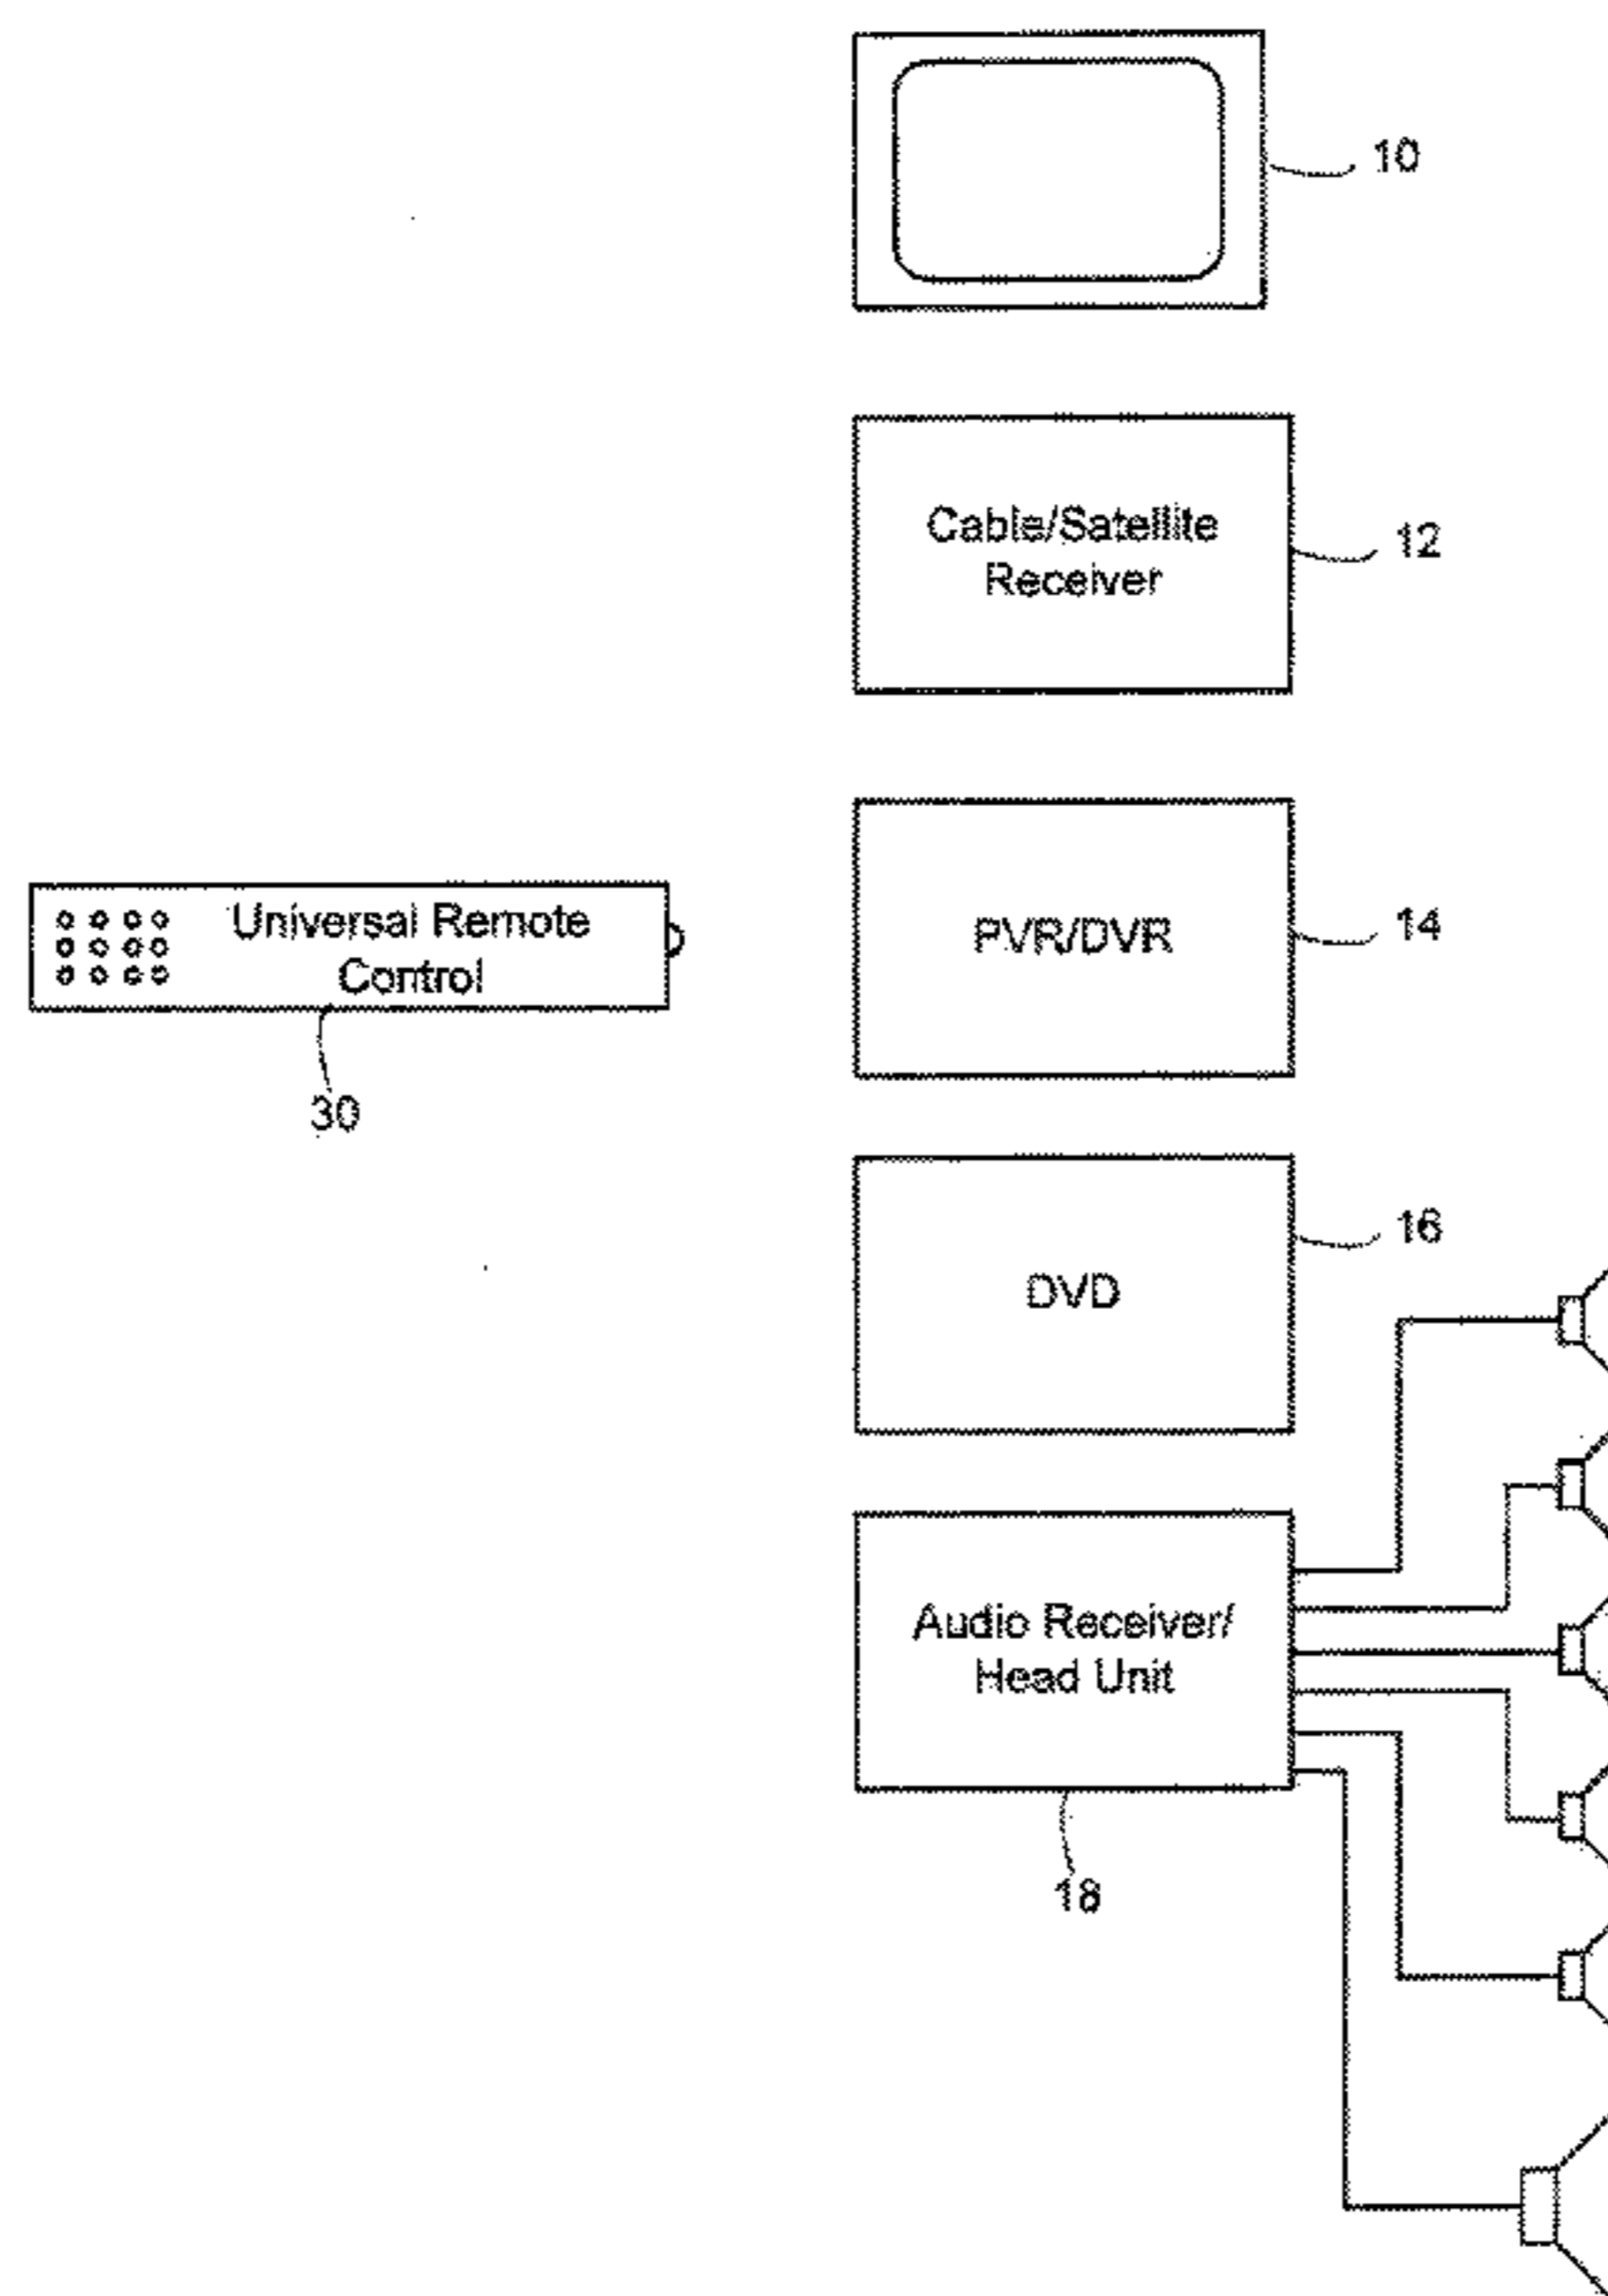 10
Cable/Satellite
Receiver
12
Universal Remote
Control
30
PVR/DVR
14
DVD
16
Audio Receiver/
Head Unit
18